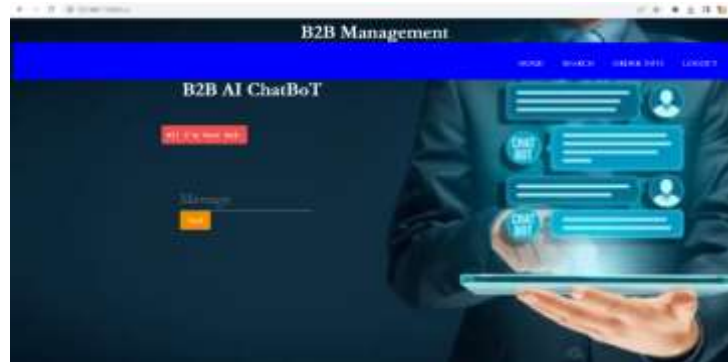 B2B Management
HOME SEARCH ORDER INFO LOGOUT
B2B AI ChatBoT
Message
CHAT
BOT
CHAT
BOT